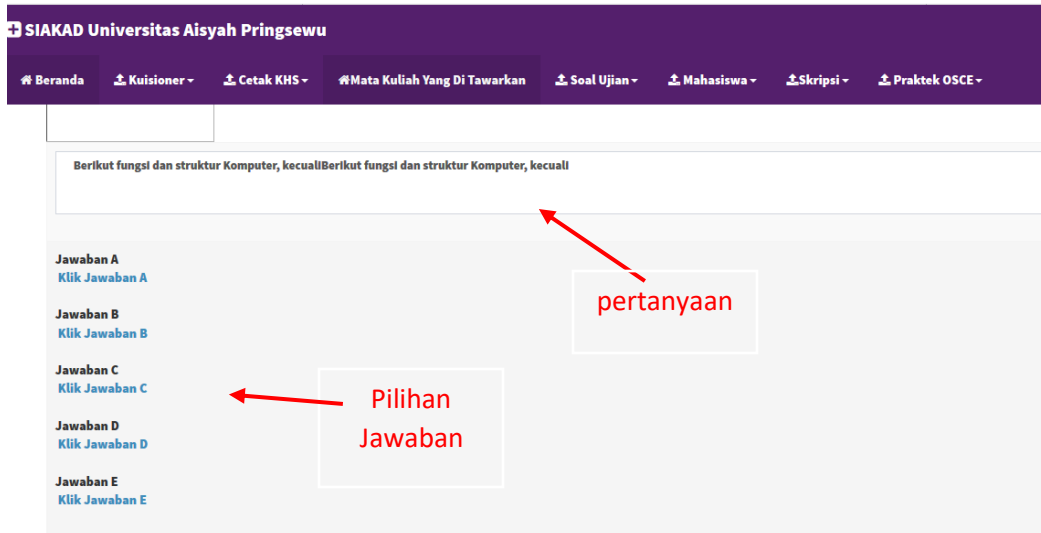 SIAKAD Universitas Aisyah Pringsewu
Beranda Kuisioner Cetak KHS Mata Kuliah Yang Di Tawarkan Soal Ujian Mahasiswa Skripsi Praktek OSCE
Berikut fungsi dan struktur Komputer, kecualiBerikut fungsi dan struktur Komputer, kecuali
Jawaban A
Klik Jawaban A
pertanyaan
Jawaban B
Klik Jawaban B
Jawaban C
Klik Jawaban C
Pilihan
Jawaban
Jawaban D
Klik Jawaban D
Jawaban E
Klik Jawaban E